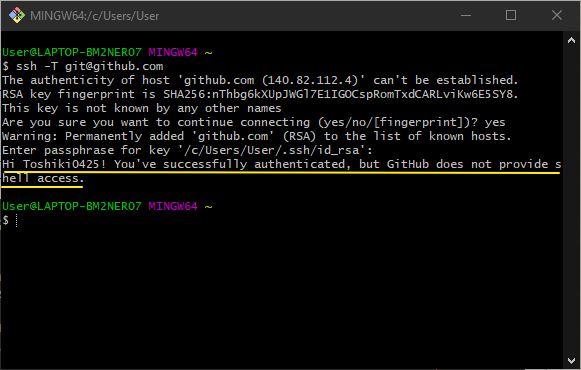 MINGW64:/c/Users/User
User@LAPTOP-BM2NERO7 MINGW64 ~
$ ssh -T git@github.com
The authenticity of host 'github.com (140.82.112.4)' can't be established.
RSA key fingerprint is SHA256:nThbg6kXUpJWGl7E1IGOCspRomTxdCARLviKw6E5SY8.
This key is not known by any other names
Are you sure you want to continue connecting (yes/no/[fingerprint])? yes
Warning: Permanently added 'github.com' (RSA) to the list of known hosts.
Enter passphrase for key '/c/Users/User/.ssh/id_rsa':
Hi Toshiki0425! You've successfully authenticated, but GitHub does not provide s
hell access.
User@LAPTOP-BM2NERO7 MINGW64 ~
$